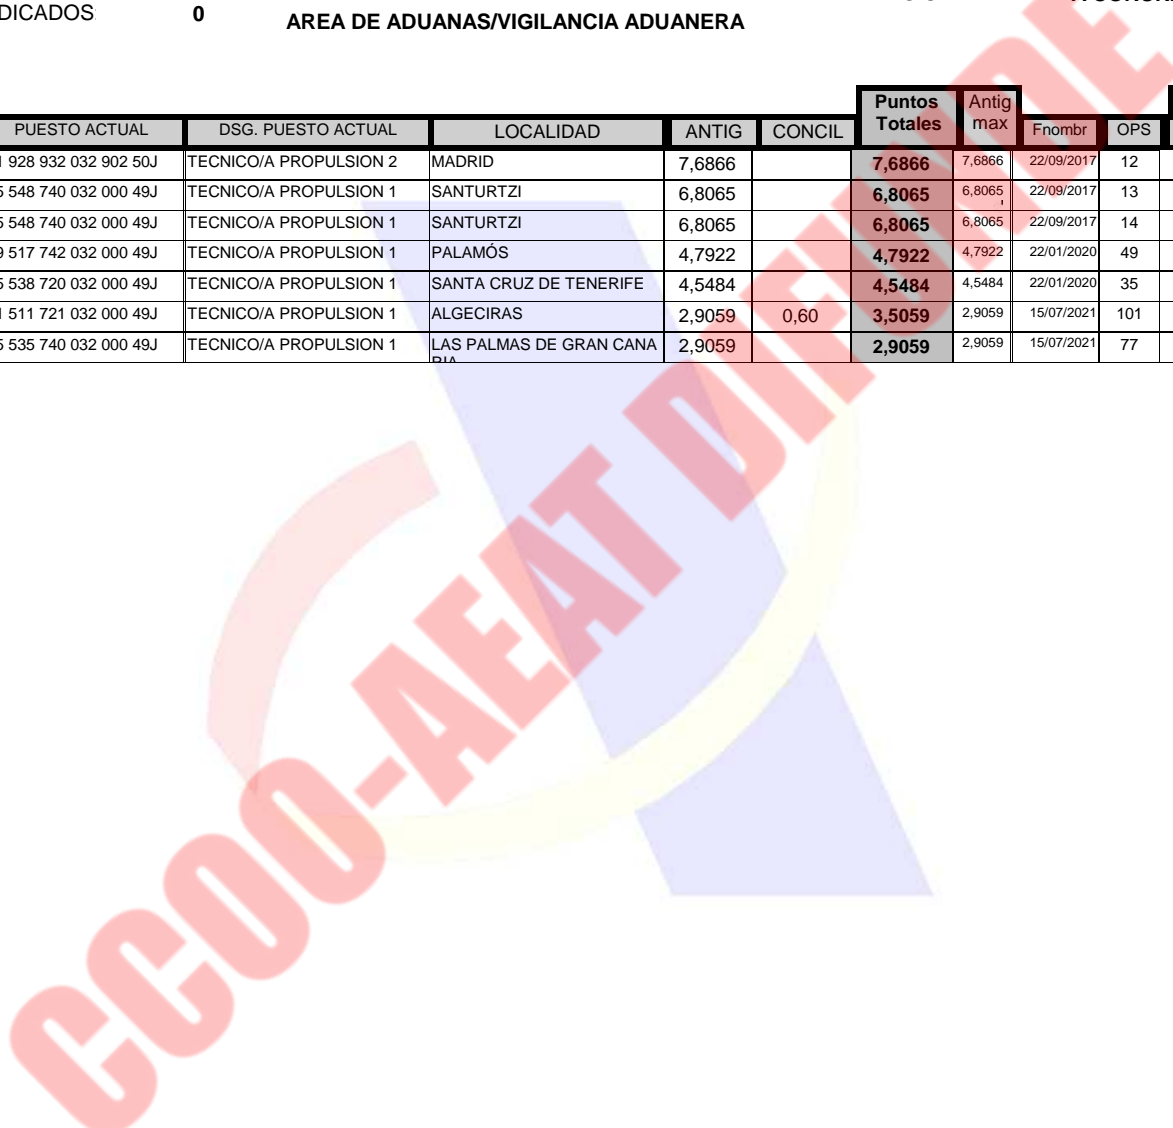 DICADOS
0
AREA DE ADUANAS/VIGILANCIA ADUANERA
Puntos Totales Antig max
PUESTO ACTUAL DSG. PUESTO ACTUAL LOCALIDAD ANTIG CONCIL Fnombr OPS
928 932 032 902 50J TECNICO/A PROPULSION 2 MADRID 7,6866 7,6866 7,6866 22/09/2017 12
5 548 740 032 000 49J TECNICO/A PROPULSION 1 SANTURTZI 6,8065 6,8065 6,8065 22/09/2017 13
5 548 740 032 000 49J TECNICO/A PROPULSION 1 SANTURTZI 6,8065 6,8065 6,8065 22/09/2017 14
9 517 742 032 000 49J TECNICO/A PROPULSION 1 PALAMÓS 4,7922 4,7922 4,7922 22/01/2020 49
5 538 720 032 000 49J TECNICO/A PROPULSION 1 SANTA CRUZ DE TENERIFE 4,5484 4,5484 4,5484 22/01/2020 35
511 721 032 000 49J TECNICO/A PROPULSION 1 ALGECIRAS 2,9059 0,60 3,5059 2,9059 15/07/2021 101
5 535 740 032 000 49J TECNICO/A PROPULSION 1 LAS PALMAS DE GRAN CANA 2,9059 2,9059 2,9059 15/07/2021 77
RIA
CCOO-AEAT DIFUNDE